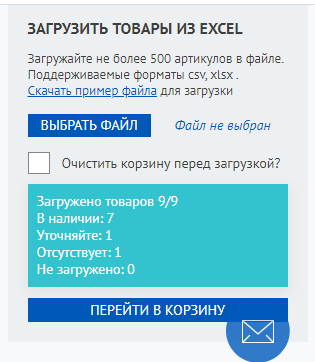 ЗАГРУЗИТЬ ТОВАРЫ ИЗ EXCEL
Загружайте не более 500 артикулов в файле.
Поддерживаемые форматы csv, xlsx .
Скачать пример файла для загрузки
ВЫБРАТЬ ФАЙЛ Файл не выбран
Очистить корзину перед загрузкой?
Загружено товаров 9/9
В наличии: 7
Уточняйте: 1
Отсутствует: 1
Не загружено: 0
ПЕРЕЙТИ В КОРЗИНУ